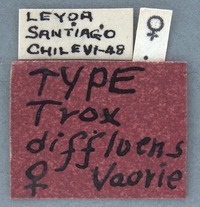 LEYDA
SANTIAGO
CHILE VI-48
♀
TYPE
Trox
diffluens
♀ Vaurie